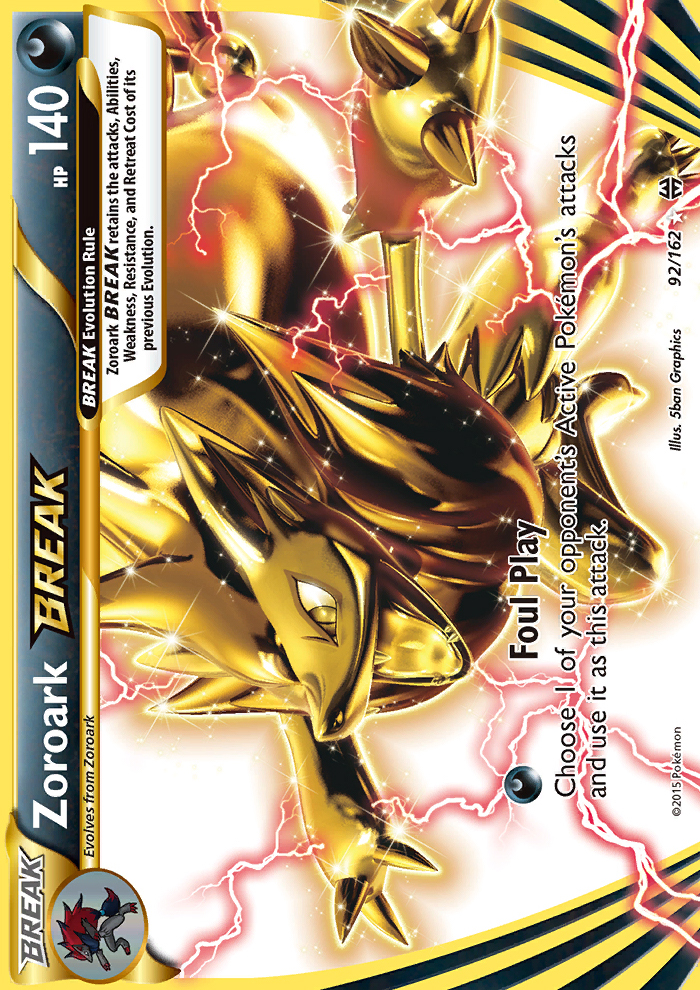 BREAK
Zoroark BREAK
HP 140
Evolves from Zoroark
BREAK Evolution Rule
Zoroark BREAK retains the attacks, Abilities,
Weakness, Resistance, and Retreat Cost of its
previous Evolution.
Foul Play
Choose 1 of your opponent's Active Pokémon's attacks
and use it as this attack.
©2015 Pokémon
Illus. 5ban Graphics
92/162